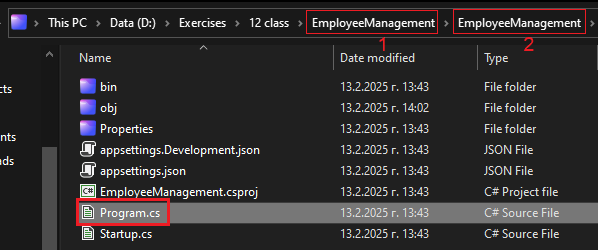 This PC > Data (D:) > Exercises > 12 class > EmployeeManagement > EmployeeManagement >
1 2
Name Date modified Type
bin 13.2.2025 г. 13:43 File folder
obj 13.2.2025 г. 14:02 File folder
Properties 13.2.2025 г. 13:43 File folder
appsettings.Development.json 13.2.2025 г. 13:43 JSON File
appsettings.json 13.2.2025 г. 13:43 JSON File
C# EmployeeManagement.csproj 13.2.2025 г. 13:43 C# Project file
Program.cs 13.2.2025 г. 13:43 C# Source File
Startup.cs 13.2.2025 г. 13:43 C# Source File
cts
ents
ads